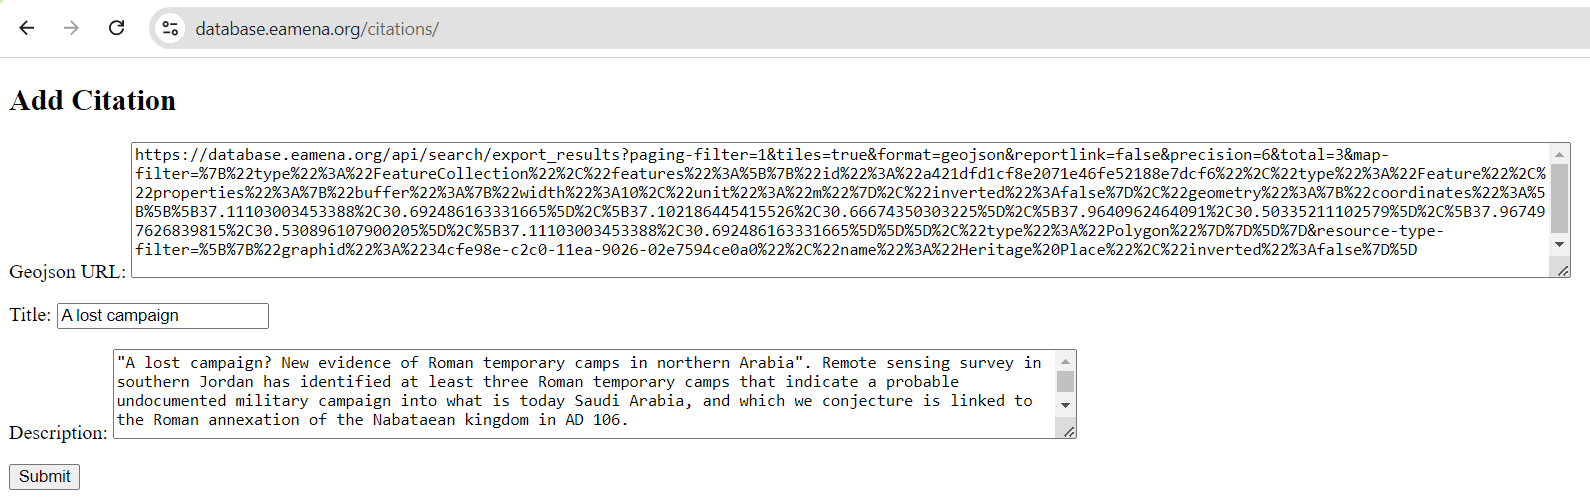 database.eamena.org/citations/
Add Citation
https://database.eamena.org/api/search/export_results?paging-filter=1&tiles=true&format=geojson&reportlink=false&precision=6&total=3&map-
filter=%7B%22type%22%3A%22FeatureCollection%22%2C%22features%22%3A%5B%7B%22id%22%3A%22a421dfd1cf8e2071e46fe52188e7dcf6%22%2C%22type%22%3A%22Feature%22%2C%
22properties%22%3A%7B%22buffer%22%3A%7B%22width%22%3A10%2C%22unit%22%3A%22m%22%7D%2C%22inverted%22%3Afalse%7D%2C%22geometry%22%3A%7B%22coordinates%22%3A%5
B%5B%5B37.11103003453388%2C30.692486163331665%5D%2C%5B37.102186445415526%2C30.66674350303225%5D%2C%5B37.9640962464091%2C30.50335211102579%5D%2C%5B37.96749
7626839815%2C30.530896107900205%5D%2C%5B37.11103003453388%2C30.692486163331665%5D%5D%5D%2C%22type%22%3A%22Polygon%22%7D%7D%5D%7D&resource-type-
filter=%5B%7B%22graphid%22%3A%2234cfe98e-c2c0-11ea-9026-02e7594ce0a0%22%2C%22name%22%3A%22Heritage%20Place%22%2C%22inverted%22%3Afalse%7D%5D
Geojson URL:
Title: A lost campaign
"A lost campaign? New evidence of Roman temporary camps in northern Arabia". Remote sensing survey in
southern Jordan has identified at least three Roman temporary camps that indicate a probable
undocumented military campaign into what is today Saudi Arabia, and which we conjecture is linked to
the Roman annexation of the Nabataean kingdom in AD 106.
Description:
Submit